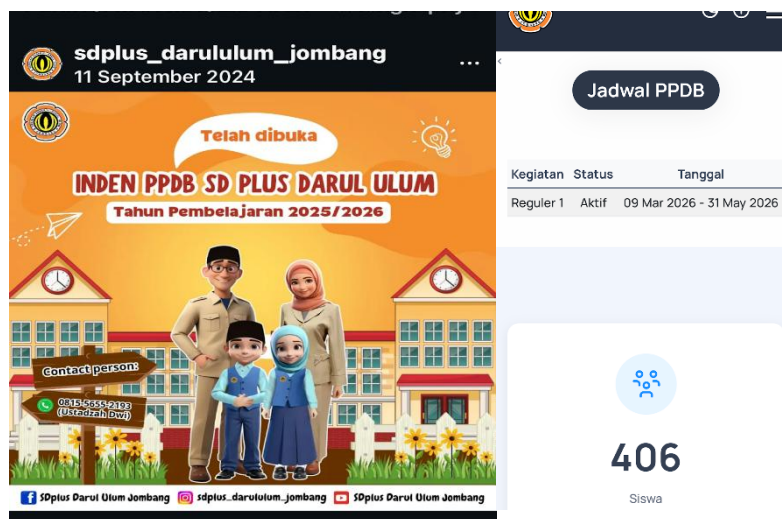 sdplus_darululum_jombang
11 September 2024
Telah dibuka
INDEN PPDB SD PLUS DARUL ULUM
Tahun Pembelajaran 2025/2026
Contact person:
0815-5655-2193
(Ustadzah Dwi)
SDplus Darul Ulum Jombang sdplus_darululum_jombang SDplus Darul Ulum Jombang
Jadwal PPDB
Kegiatan Status Tanggal
Reguler 1 Aktif 09 Mar 2026 - 31 May 2026
406
Siswa